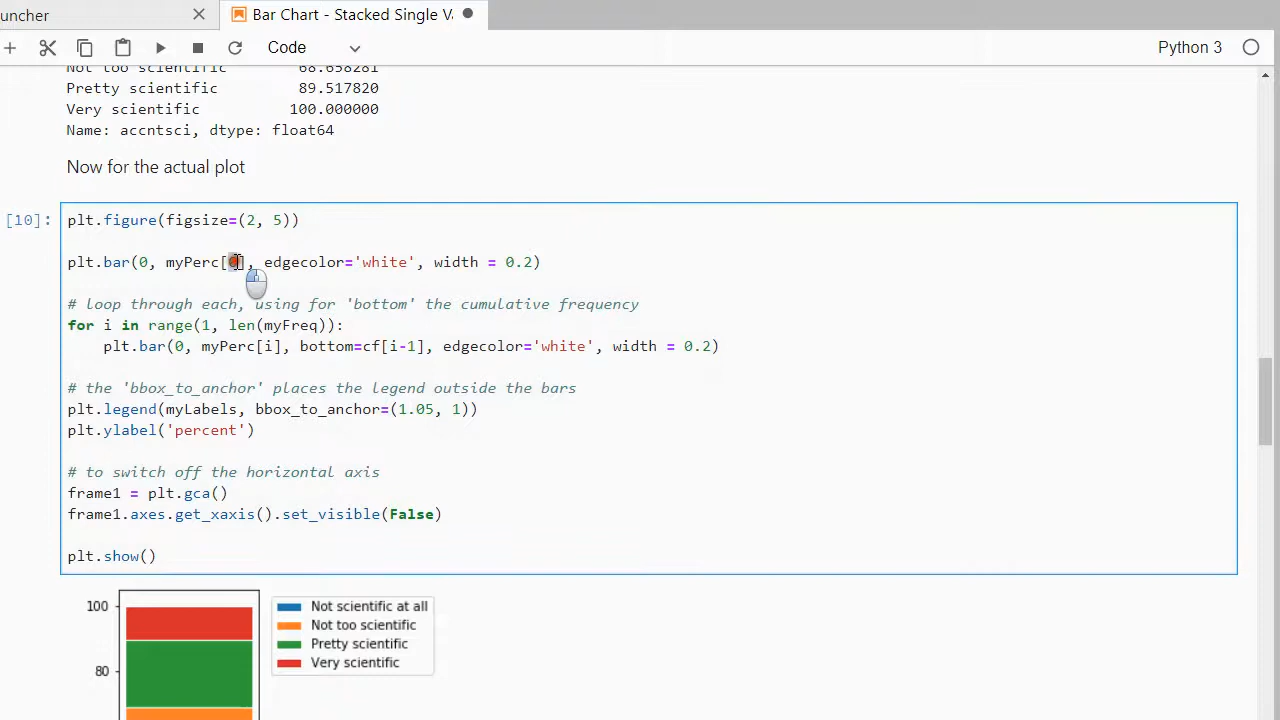 uncher
Bar Chart - Stacked Single Va
Code
Python 3
Not too scientific 68.658281
Pretty scientific 89.517820
Very scientific 100.000000
Name: accntsci, dtype: float64
Now for the actual plot
[10]:
plt.figure(figsize=(2, 5))
plt.bar(0, myPerc[0], edgecolor='white', width = 0.2)
# loop through each, using for 'bottom' the cumulative frequency
for i in range(1, len(myFreq)):
plt.bar(0, myPerc[i], bottom=cf[i-1], edgecolor='white', width = 0.2)
# the 'bbox_to_anchor' places the legend outside the bars
plt.legend(myLabels, bbox_to_anchor=(1.05, 1))
plt.ylabel('percent')
# to switch off the horizontal axis
frame1 = plt.gca()
frame1.axes.get_xaxis().set_visible(False)
plt.show()
100
80
Not scientific at all
Not too scientific
Pretty scientific
Very scientific